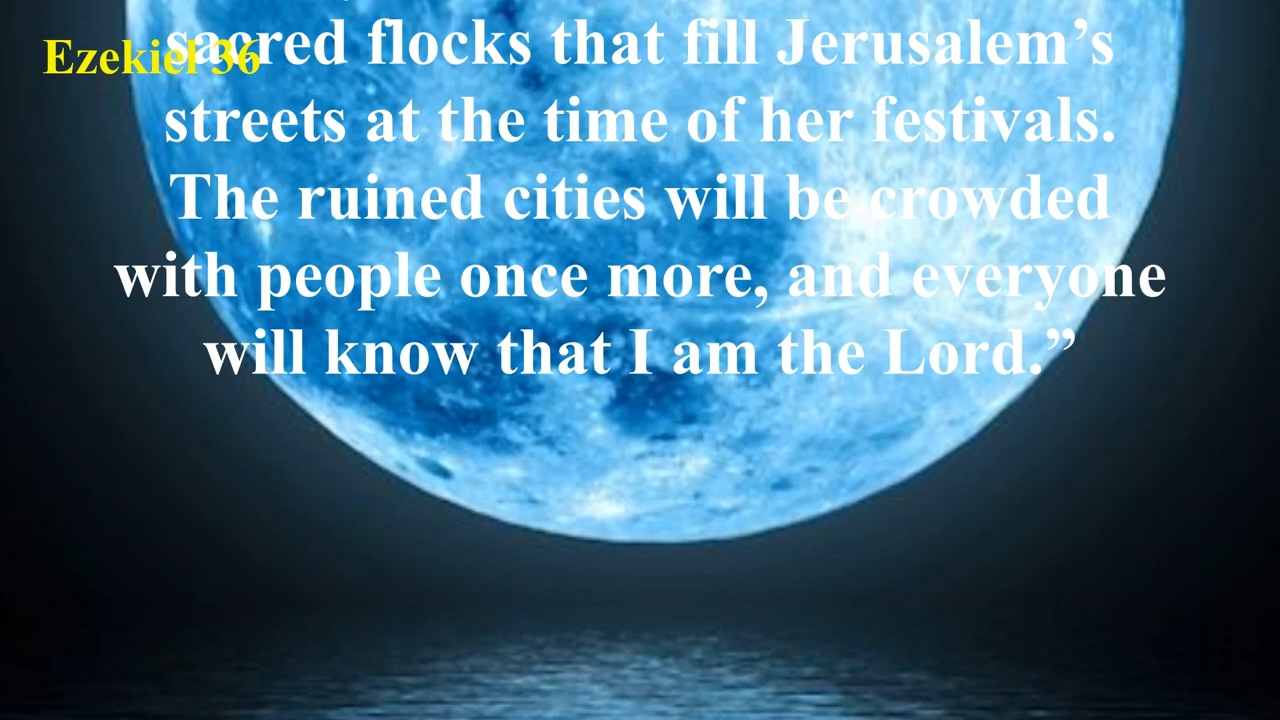 Ezekiel 36
sacred flocks that fill Jerusalem’s
streets at the time of her festivals.
The ruined cities will be crowded
with people once more, and everyone
will know that I am the Lord.”